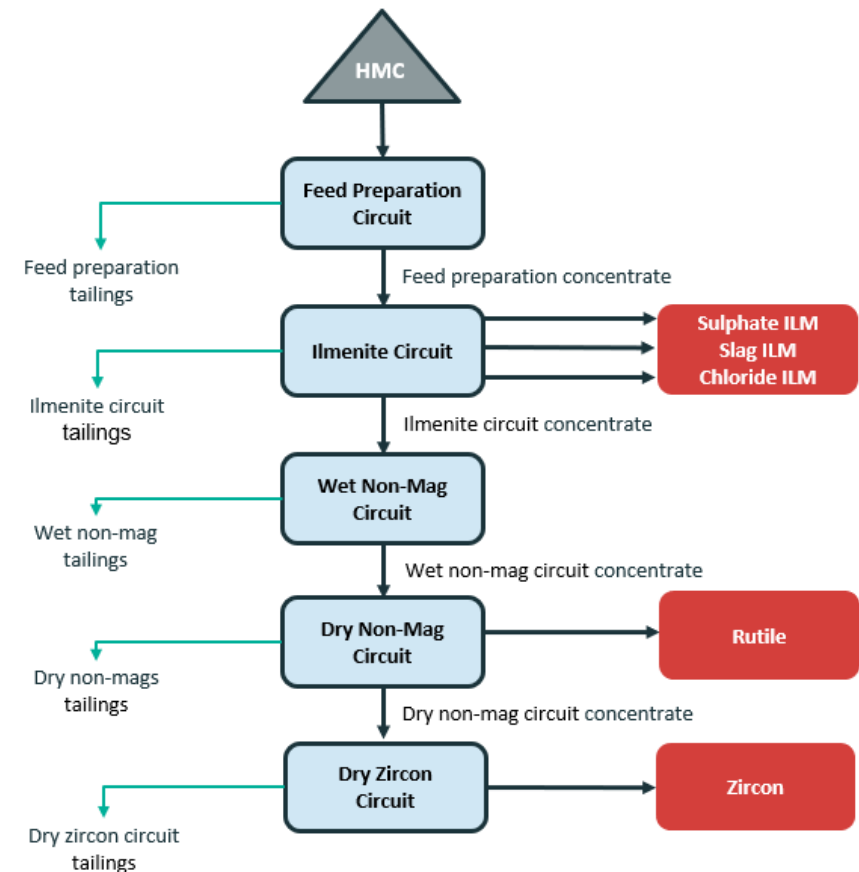 HMC
Feed Preparation
Circuit
Feed preparation
tailings
Feed preparation concentrate
Ilmenite Circuit
Sulphate ILM
Slag ILM
Chloride ILM
Ilmenite circuit
tailings
Ilmenite circuit concentrate
Wet Non-Mag
Circuit
Wet non-mag
tailings
Wet non-mag circuit concentrate
Dry Non-Mag
Circuit
Rutile
Dry non-mags
tailings
Dry non-mag circuit concentrate
Dry Zircon
Circuit
Zircon
Dry zircon circuit
tailings